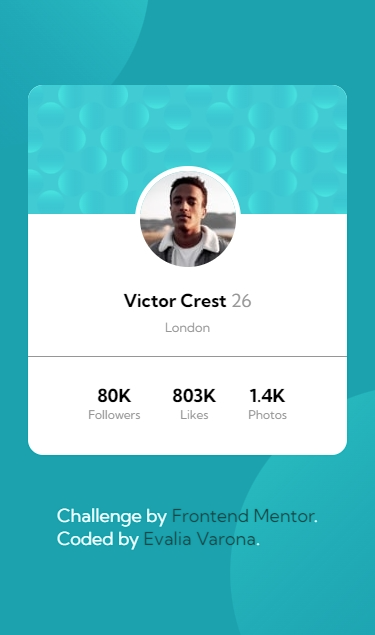 Victor Crest 26
London
80K 803K 1.4K
Followers Likes Photos
Challenge by Frontend Mentor.
Coded by Evalia Varona.